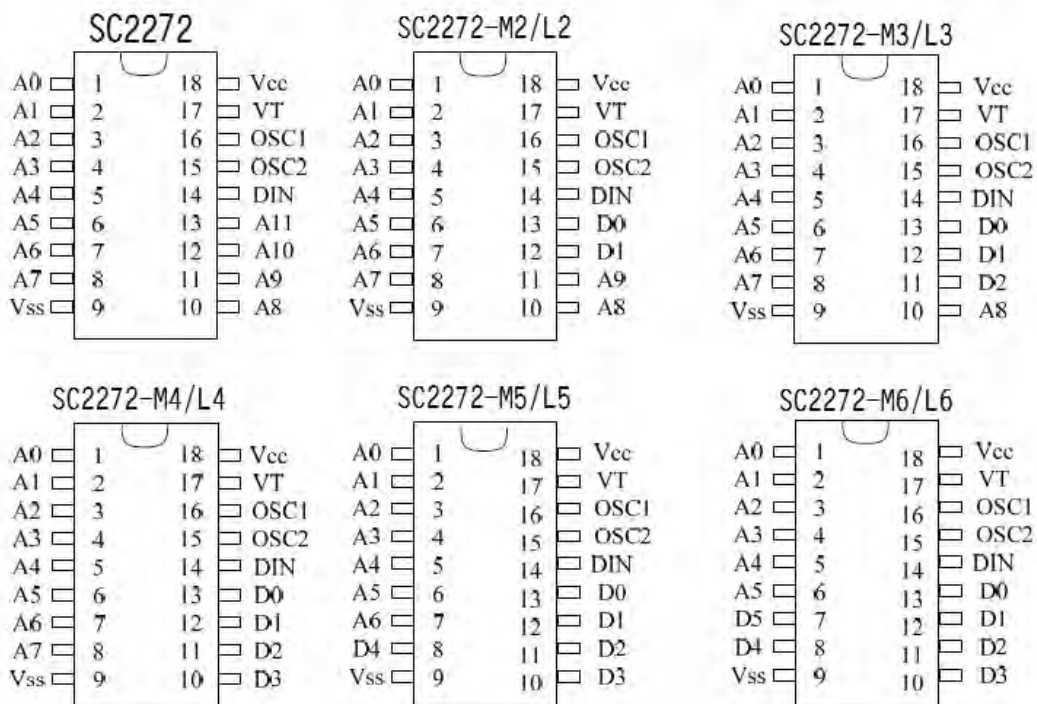 SC2272
A0 1 18 Vcc
A1 2 17 VT
A2 3 16 OSC1
A3 4 15 OSC2
A4 5 14 DIN
A5 6 13 A11
A6 7 12 A10
A7 8 11 A9
Vss 9 10 A8
SC2272-M2/L2
A0 1 18 Vcc
A1 2 17 VT
A2 3 16 OSC1
A3 4 15 OSC2
A4 5 14 DIN
A5 6 13 D0
A6 7 12 D1
A7 8 11 A9
Vss 9 10 A8
SC2272-M3/L3
A0 1 18 Vcc
A1 2 17 VT
A2 3 16 OSC1
A3 4 15 OSC2
A4 5 14 DIN
A5 6 13 D0
A6 7 12 D1
A7 8 11 D2
Vss 9 10 A8
SC2272-M4/L4
A0 1 18 Vcc
A1 2 17 VT
A2 3 16 OSC1
A3 4 15 OSC2
A4 5 14 DIN
A5 6 13 D0
A6 7 12 D1
A7 8 11 D2
Vss 9 10 D3
SC2272-M5/L5
A0 1 18 Vcc
A1 2 17 VT
A2 3 16 OSC1
A3 4 15 OSC2
A4 5 14 DIN
A5 6 13 D0
A6 7 12 D1
D4 8 11 D2
Vss 9 10 D3
SC2272-M6/L6
A0 1 18 Vcc
A1 2 17 VT
A2 3 16 OSC1
A3 4 15 OSC2
A4 5 14 DIN
A5 6 13 D0
D5 7 12 D1
D4 8 11 D2
Vss 9 10 D3